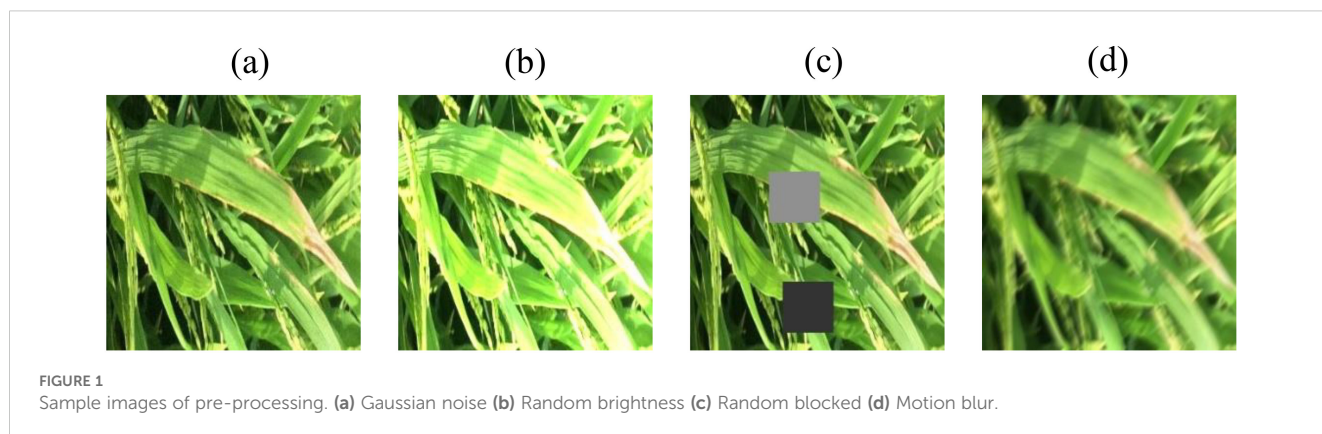 (a) (b) (c) (d)
FIGURE 1
Sample images of pre-processing. (a) Gaussian noise (b) Random brightness (c) Random blocked (d) Motion blur.